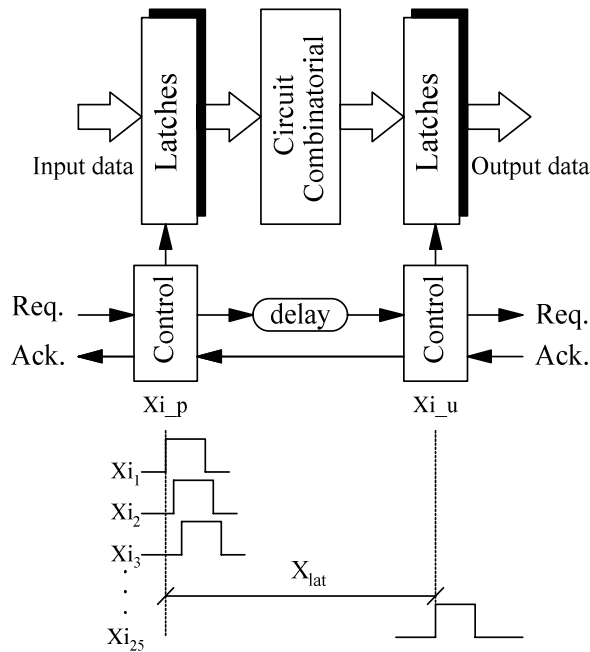 Latches
Circuit
Combinatorial
Latches
Input data
Output data
Req.
Control
delay
Control
Req.
Ack.
Ack.
Xi_p
Xi_u
Xi1
Xi2
Xi3
Xlat
Xi25